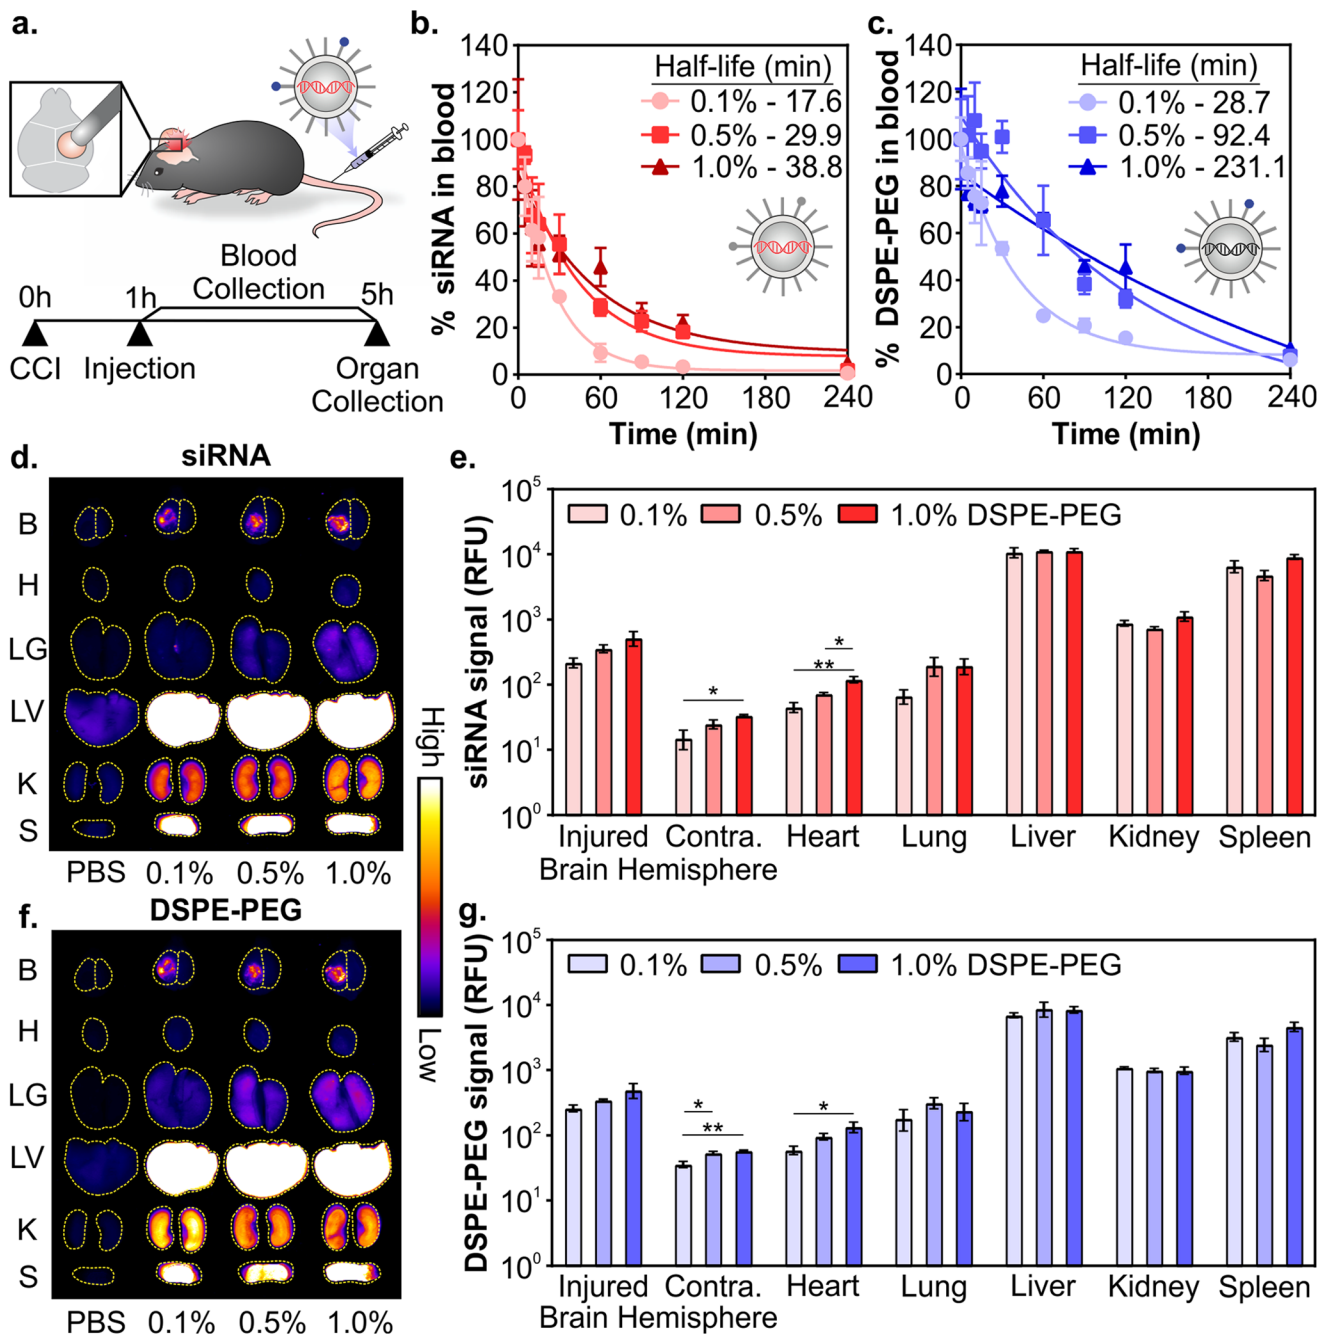 a.
0h
1h
Blood
Collection
5h
CCI
Injection
Organ
Collection
b.
% siRNA in blood
140
120
100
80
60
40
20
0
0
60
120
180
240
Time (min)
Half-life (min)
0.1% - 17.6
0.5% - 29.9
1.0% - 38.8
c.
% DSPE-PEG in blood
140
120
100
80
60
40
20
0
0
60
120
180
240
Time (min)
Half-life (min)
0.1% - 28.7
0.5% - 92.4
1.0% - 231.1
d.
siRNA
B
H
LG
LV
K
S
PBS 0.1% 0.5% 1.0%
High
Low
e.
siRNA signal (RFU)
10^5
10^4
10^3
10^2
10^1
10^0
0.1% 0.5% 1.0% DSPE-PEG
*
**
*
Injured Contra. Heart Lung Liver Kidney Spleen
Brain Hemisphere
f.
DSPE-PEG
B
H
LG
LV
K
S
PBS 0.1% 0.5% 1.0%
g.
DSPE-PEG signal (RFU)
10^5
10^4
10^3
10^2
10^1
10^0
0.1% 0.5% 1.0% DSPE-PEG
*
**
*
Injured Contra. Heart Lung Liver Kidney Spleen
Brain Hemisphere